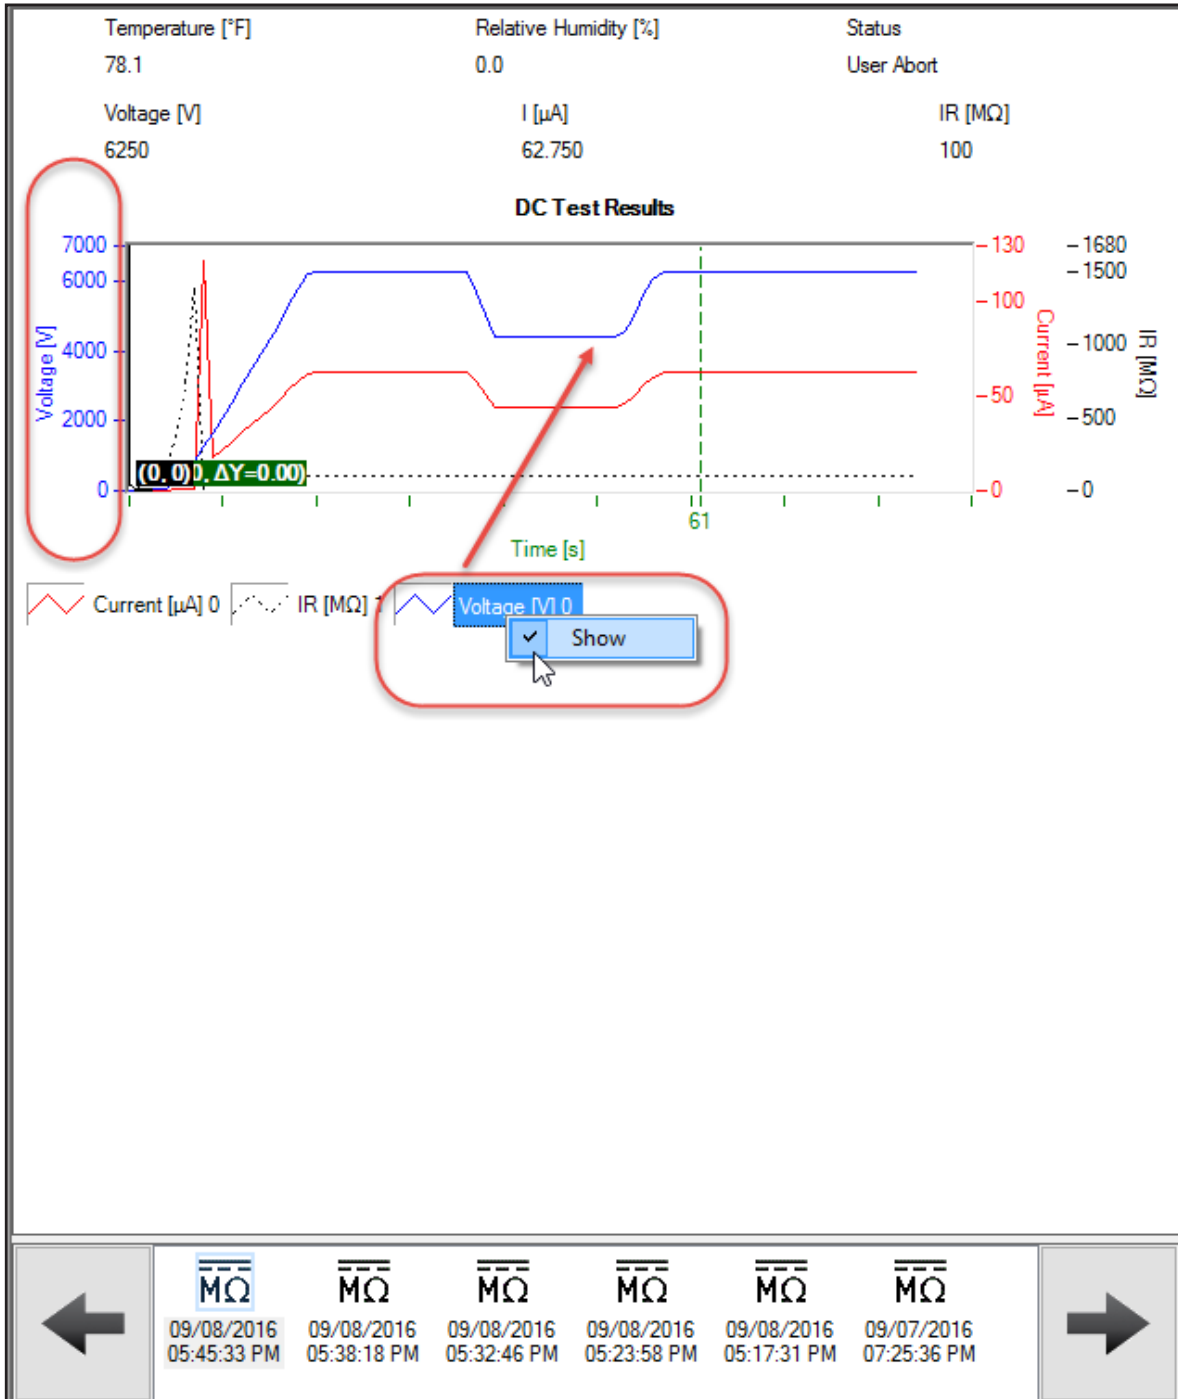 Temperature [°F] Relative Humidity [%] Status
78.1 0.0 User Abort
Voltage [V] I [µA] IR [MΩ]
6250 62.750 100
DC Test Results
7000 130 1680
6000 1500
100
4000 1000
50
2000 500
0 0 0
Voltage [V]
Current [µA]
IR [MΩ]
(0, 0) 0, ΔY=0.00)
61
Time [s]
Current [µA] 0 IR [MΩ] Voltage [V] 0
Show
MΩ MΩ MΩ MΩ MΩ MΩ
09/08/2016 09/08/2016 09/08/2016 09/08/2016 09/08/2016 09/07/2016
05:45:33 PM 05:38:18 PM 05:32:46 PM 05:23:58 PM 05:17:31 PM 07:25:36 PM